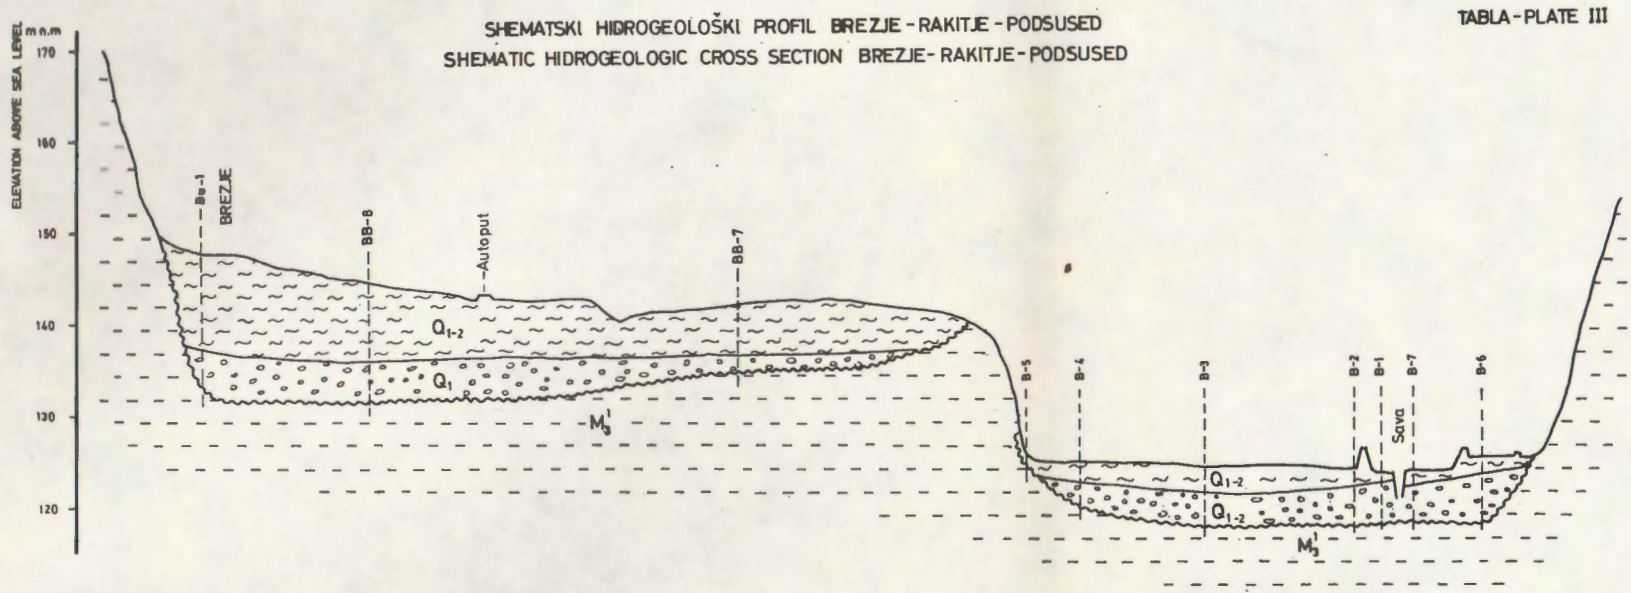 SHEMATSKI HIDROGEOLOŠKI PROFIL BREZJE-RAKITJE-PODSUSED
SHEMATIC HIDROGEOLOGIC CROSS SECTION BREZJE-RAKITJE-PODSUSED
TABLA-PLATE III
ELEVATION ABOVE SEA LEVEL
m n.m
170
160
150
140
130
120
BREZJE
BB-8
Autoput
BB-7
Q₁₋₂
Q₁
M₃¹
B-5
B-4
B-3
B-2
B-1
Sava
B-7
B-6
Q₁₋₂
Q₁₋₂
M₃¹